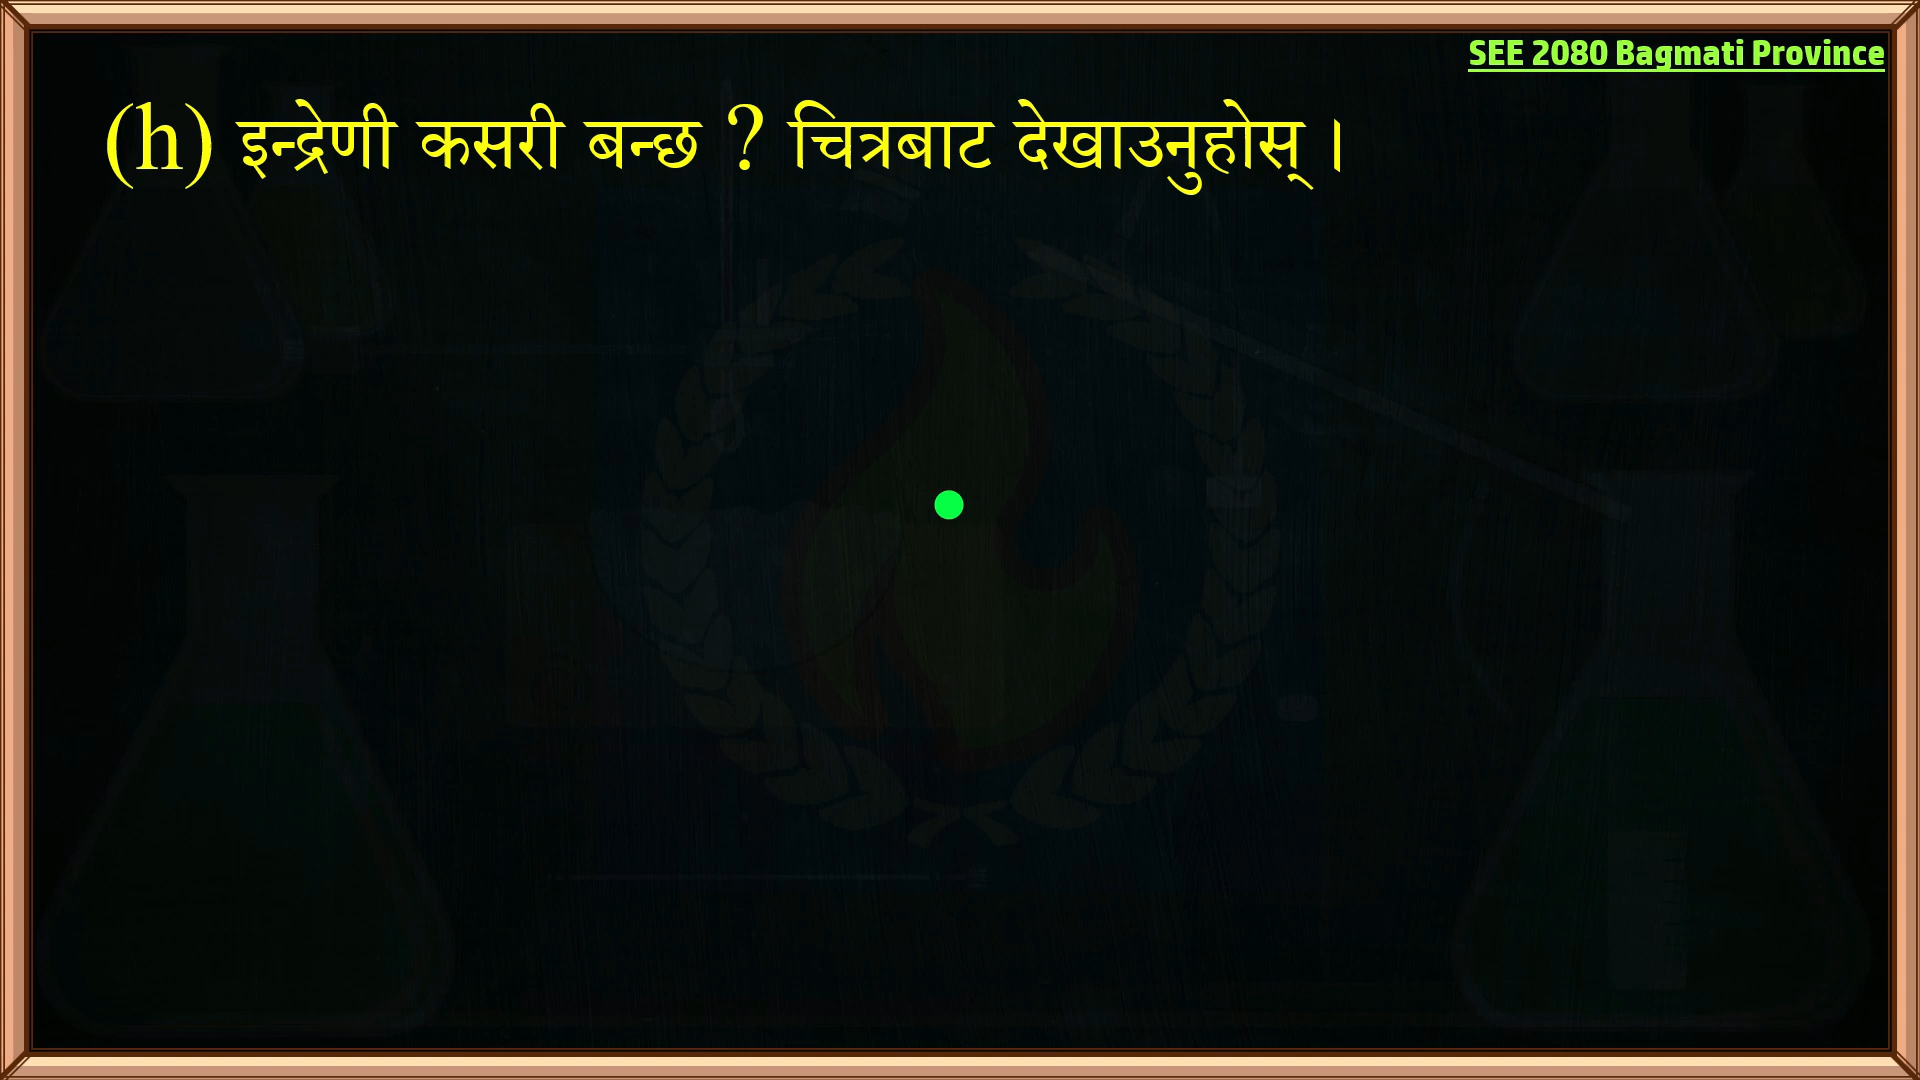 SEE 2080 Bagmati Province
(h) इन्द्रेणी कसरी बन्छ ? चित्रबाट देखाउनुहोस् ।